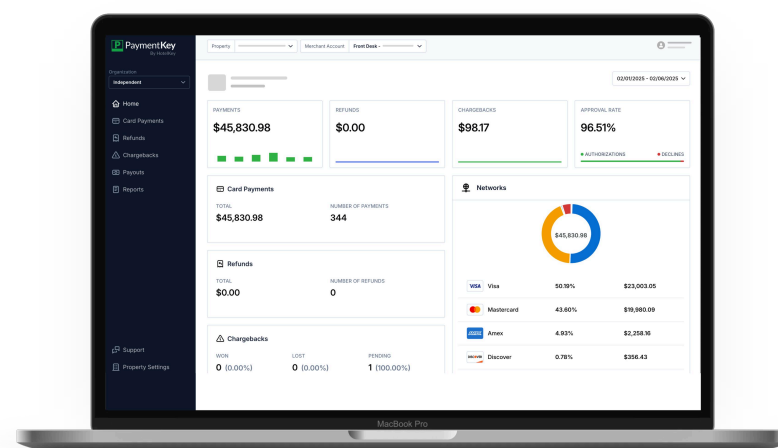 PaymentKey
By HotelKey
Organization
Independent
Home
Card Payments
Refunds
Chargebacks
Payouts
Reports
Support
Property Settings
Property
Merchant Account Front Desk -
02/01/2025 - 02/06/2025
PAYMENTS
$45,830.98
REFUNDS
$0.00
CHARGEBACKS
$98.17
APPROVAL RATE
96.51%
AUTHORIZATIONS
DECLINES
Card Payments
TOTAL
$45,830.98
NUMBER OF PAYMENTS
344
Refunds
TOTAL
$0.00
NUMBER OF REFUNDS
0
Chargebacks
WON
0 (0.00%)
LOST
0 (0.00%)
PENDING
1 (100.00%)
Networks
$45,830.98
VISA Visa 50.19% $23,003.05
Mastercard 43.60% $19,980.09
Amex 4.93% $2,258.16
DISCOVER Discover 0.78% $356.43
MacBook Pro